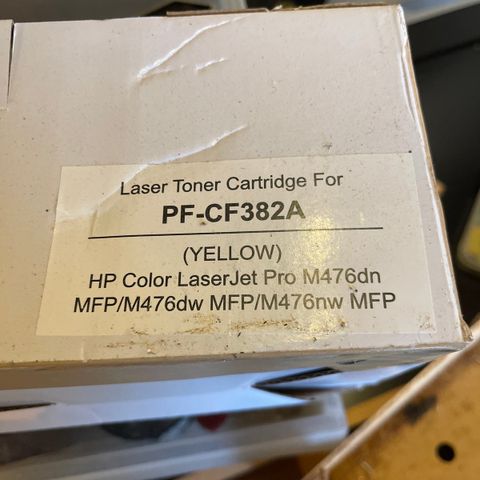 Laser Toner Cartridge For
PF-CF382A
(YELLOW)
HP Color LaserJet Pro M476dn
MFP/M476dw MFP/M476nw MFP